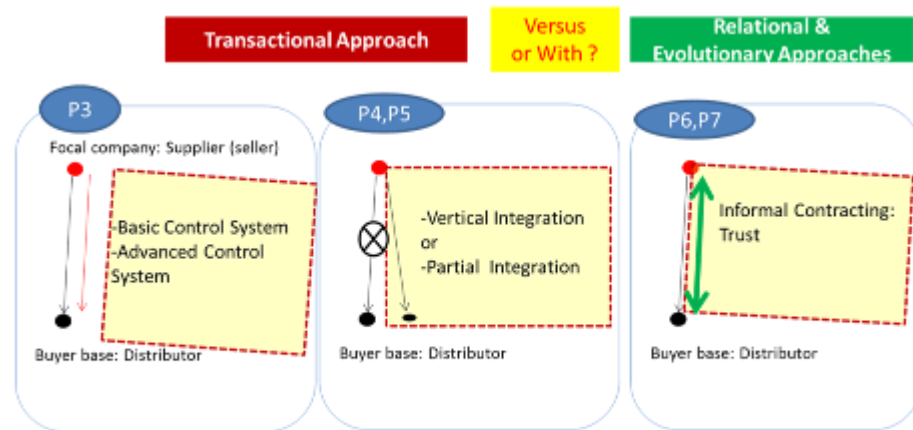 Transactional Approach
Versus
or With ?
Relational &
Evolutionary Approaches
P3
Focal company: Supplier (seller)
-Basic Control System
-Advanced Control
System
Buyer base: Distributor
P4,P5
-Vertical Integration
or
-Partial Integration
Buyer base: Distributor
P6,P7
Informal Contracting:
Trust
Buyer base: Distributor